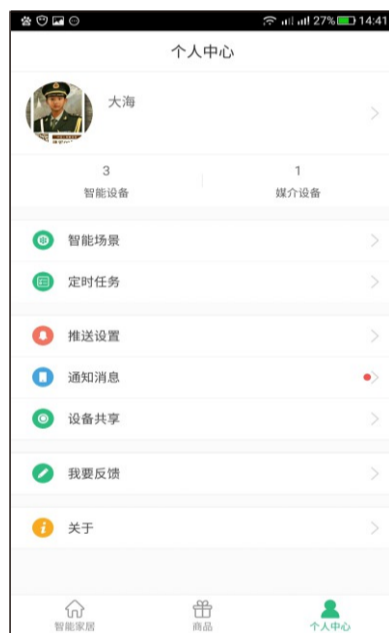 27% 14:41
个人中心
大海
3
智能设备
1
媒介设备
智能场景
定时任务
推送设置
通知消息
设备共享
我要反馈
关于
智能家居
商品
个人中心